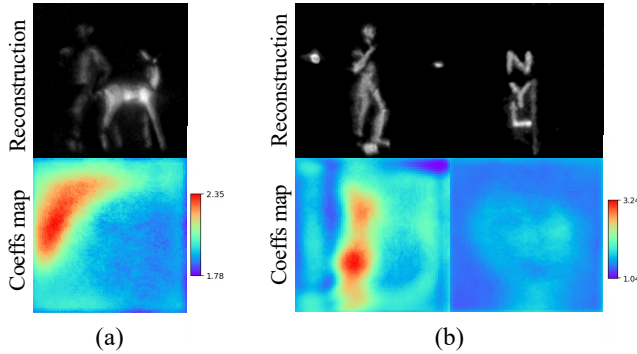 Reconstruction
Coeffs map
2.35
1.78
(a)
Reconstruction
N
Y
L
Coeffs map
3.24
1.04
(b)